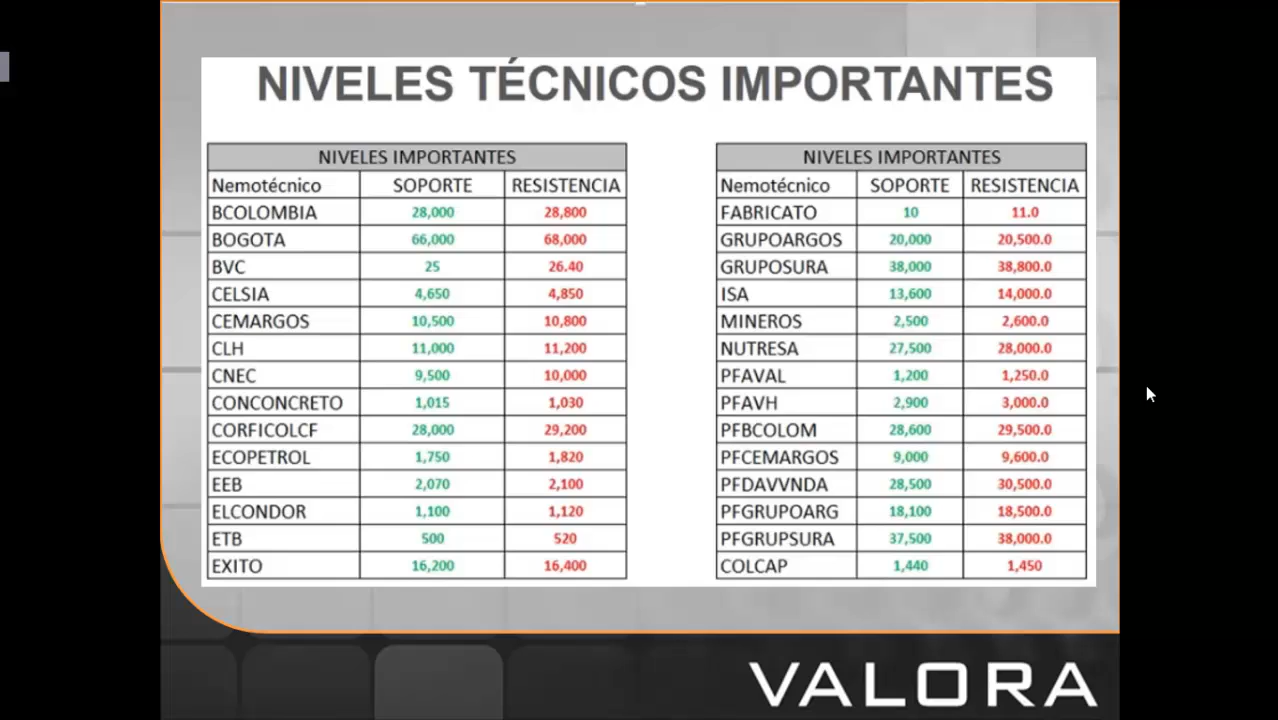 NIVELES TÉCNICOS IMPORTANTES
NIVELES IMPORTANTES
Nemotécnico SOPORTE RESISTENCIA
BCOLOMBIA 28,000 28,800
BOGOTA 66,000 68,000
BVC 25 26.40
CELSIA 4,650 4,850
CEMARGOS 10,500 10,800
CLH 11,000 11,200
CNEC 9,500 10,000
CONCONCRETO 1,015 1,030
CORFICOLCF 28,000 29,200
ECOPETROL 1,750 1,820
EEB 2,070 2,100
ELCONDOR 1,100 1,120
ETB 500 520
EXITO 16,200 16,400
NIVELES IMPORTANTES
Nemotécnico SOPORTE RESISTENCIA
FABRICATO 10 11.0
GRUPOARGOS 20,000 20,500.0
GRUPOSURA 38,000 38,800.0
ISA 13,600 14,000.0
MINEROS 2,500 2,600.0
NUTRESA 27,500 28,000.0
PFAVAL 1,200 1,250.0
PFAVH 2,900 3,000.0
PFBCOLOM 28,600 29,500.0
PFCEMARGOS 9,000 9,600.0
PFDAVVNDA 28,500 30,500.0
PFGRUPOARG 18,100 18,500.0
PFGRUPSURA 37,500 38,000.0
COLCAP 1,440 1,450
VALORA